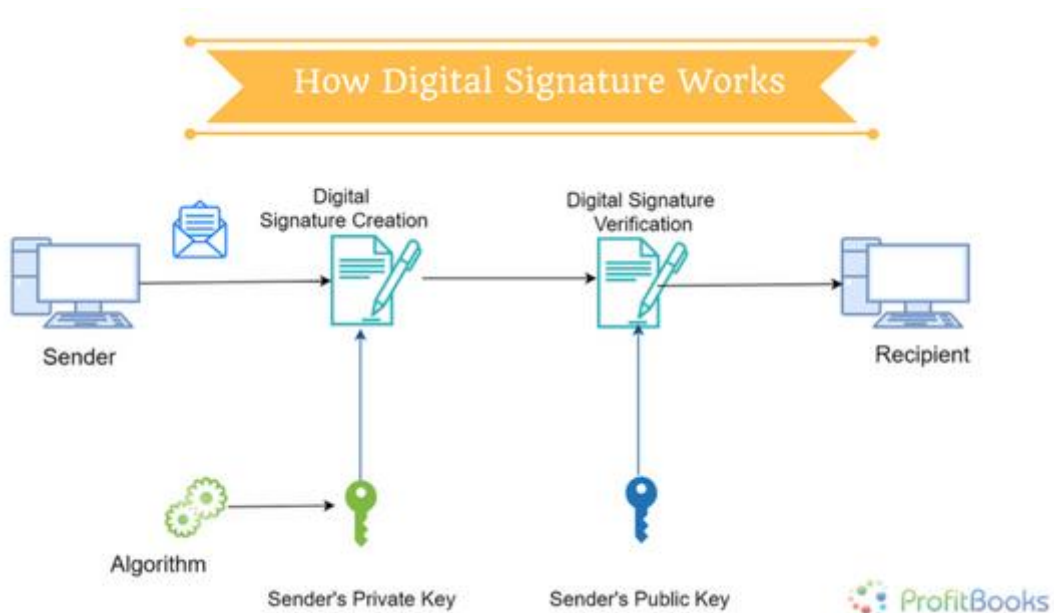 How Digital Signature Works
Digital
Signature Creation
Digital Signature
Verification
Sender
Recipient
Algorithm
Sender's Private Key
Sender's Public Key
ProfitBooks